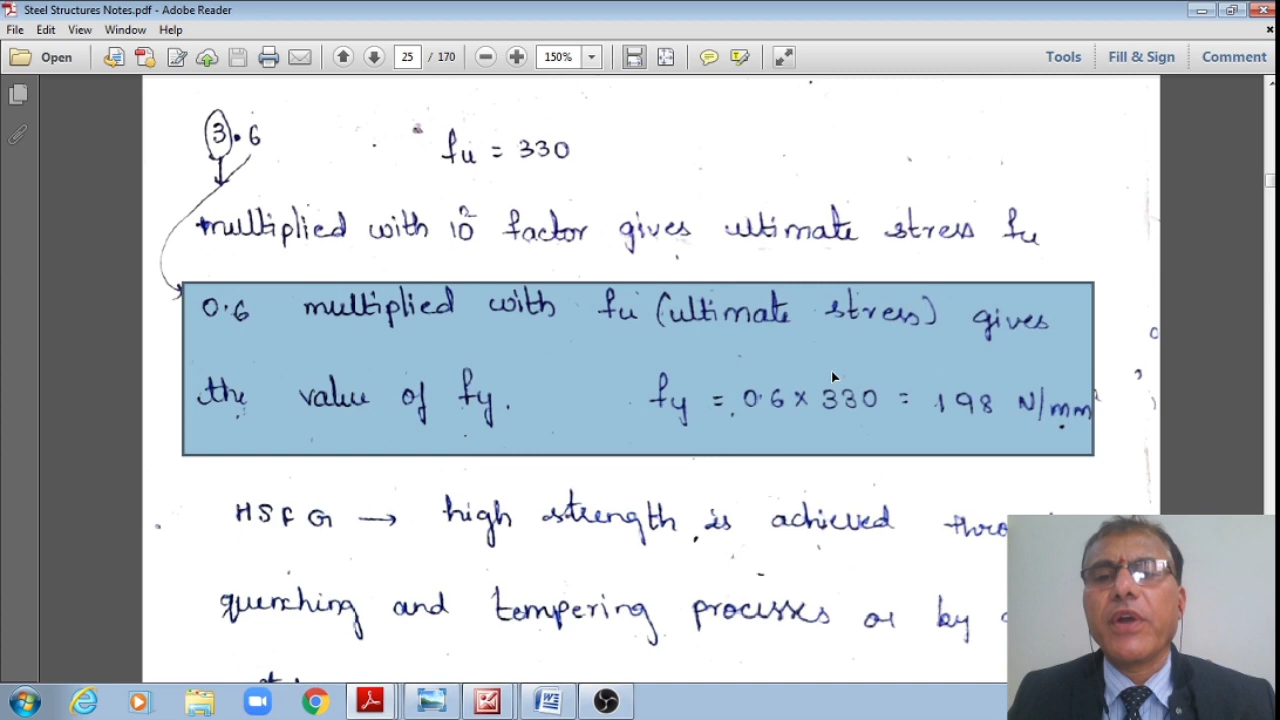 Steel Structures Notes.pdf - Adobe Reader
File Edit View Window Help
Open 25 / 170 150% Tools Fill & Sign Comment
3.6 fu = 330
multiplied with 10² factor gives ultimate stress fu
0.6 multiplied with fu (ultimate stress) gives
the value of fy. fy = 0.6 × 330 = 198 N/mm²
HSFG → high strength is achieved thro
quenching and tempering processes or by